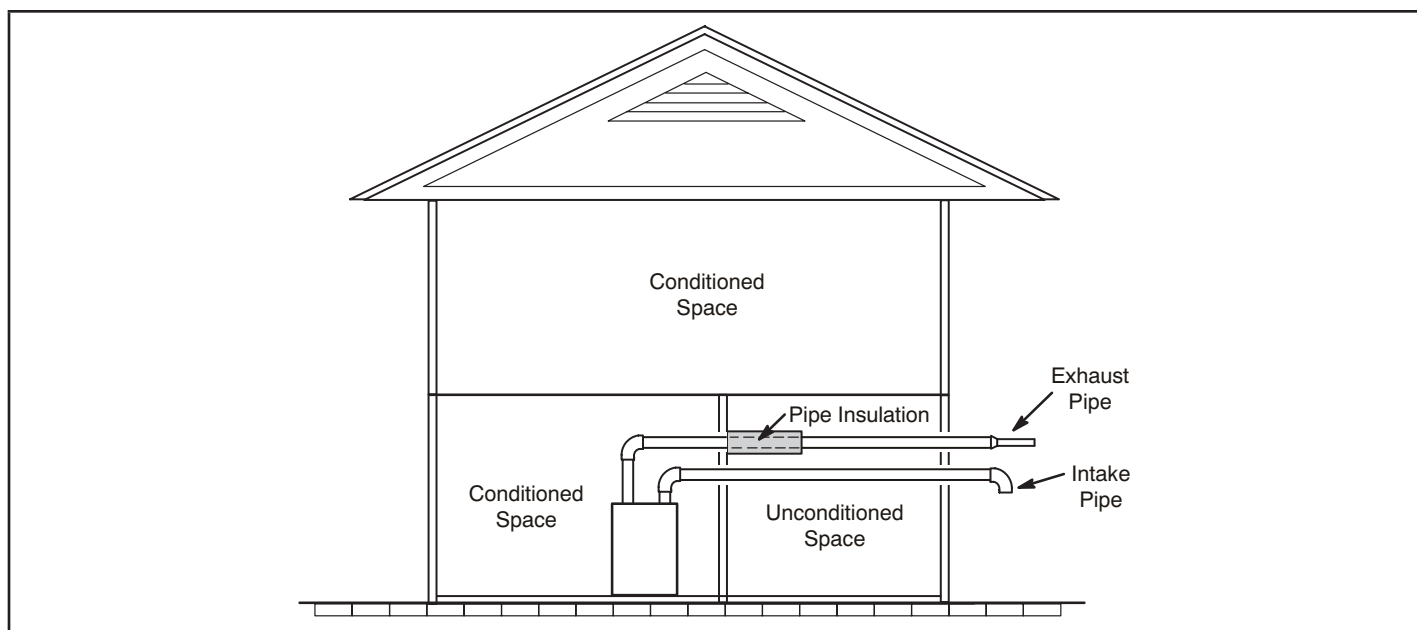 Conditioned
Space
Exhaust
Pipe
Pipe Insulation
Intake
Pipe
Conditioned
Space
Unconditioned
Space